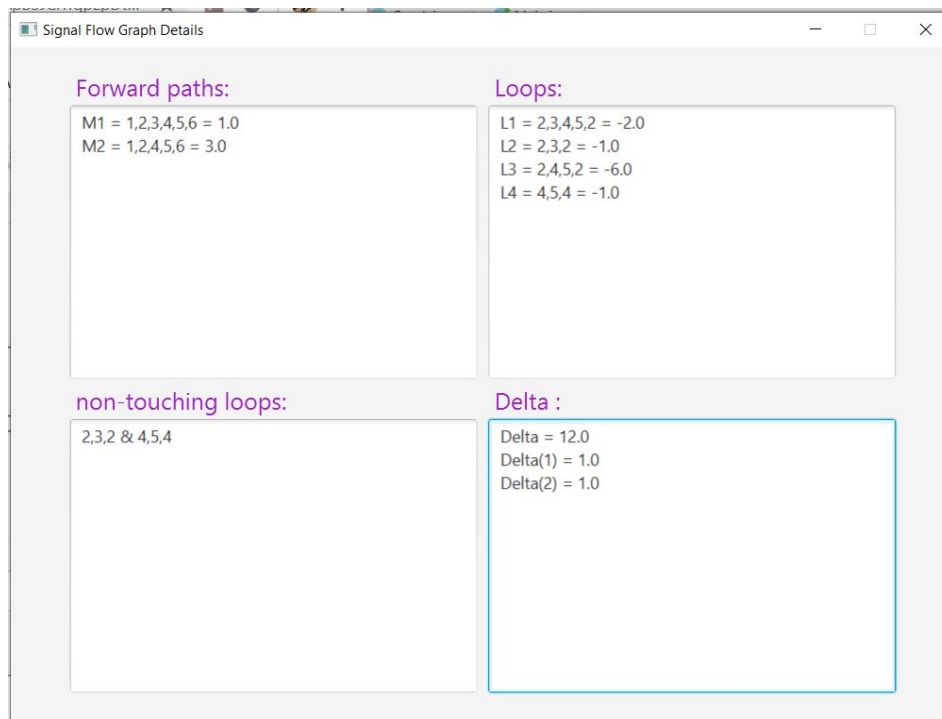 Signal Flow Graph Details
Forward paths:
M1 = 1,2,3,4,5,6 = 1.0
M2 = 1,2,4,5,6 = 3.0
Loops:
L1 = 2,3,4,5,2 = -2.0
L2 = 2,3,2 = -1.0
L3 = 2,4,5,2 = -6.0
L4 = 4,5,4 = -1.0
non-touching loops:
2,3,2 & 4,5,4
Delta :
Delta = 12.0
Delta(1) = 1.0
Delta(2) = 1.0